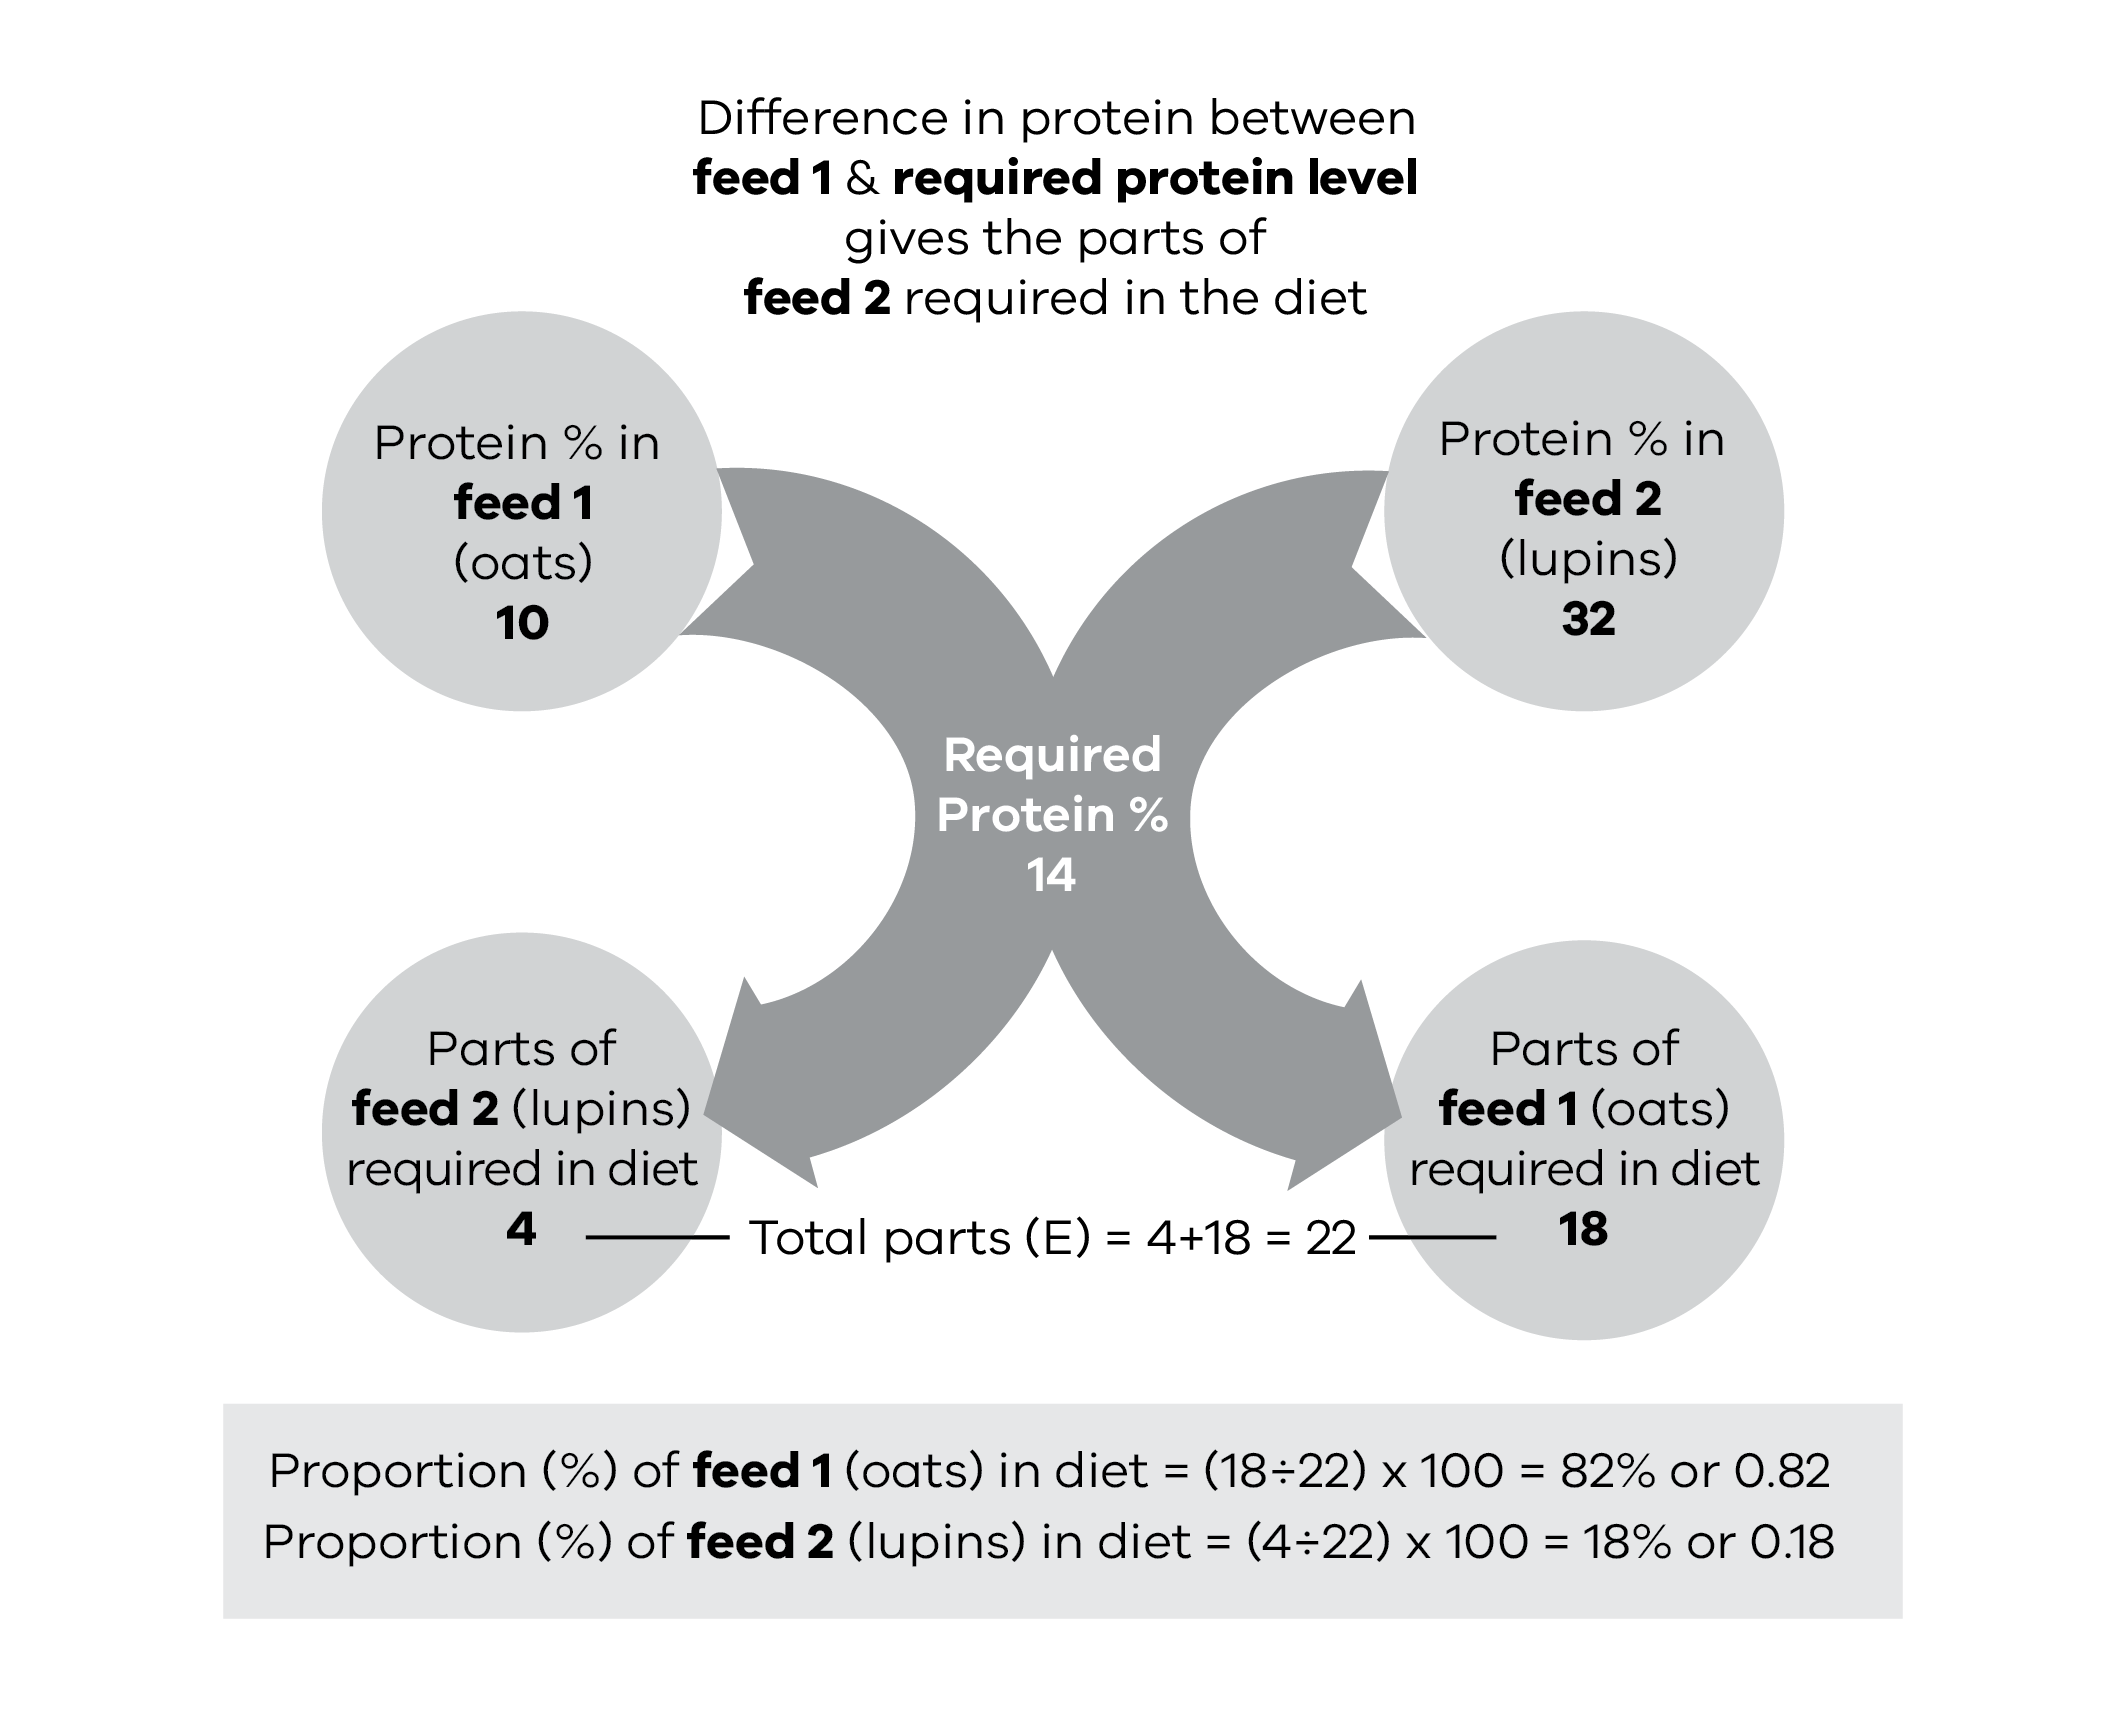 Difference in protein between
feed 1 & required protein level
gives the parts of
feed 2 required in the diet
Protein % in
feed 1
(oats)
10
Protein % in
feed 2
(lupins)
32
Required
Protein %
14
Parts of
feed 2 (lupins)
required in diet
4
Total parts (E) = 4+18 = 22
Parts of
feed 1 (oats)
required in diet
18
Proportion (%) of feed 1 (oats) in diet = (18÷22) x 100 = 82% or 0.82
Proportion (%) of feed 2 (lupins) in diet = (4÷22) x 100 = 18% or 0.18